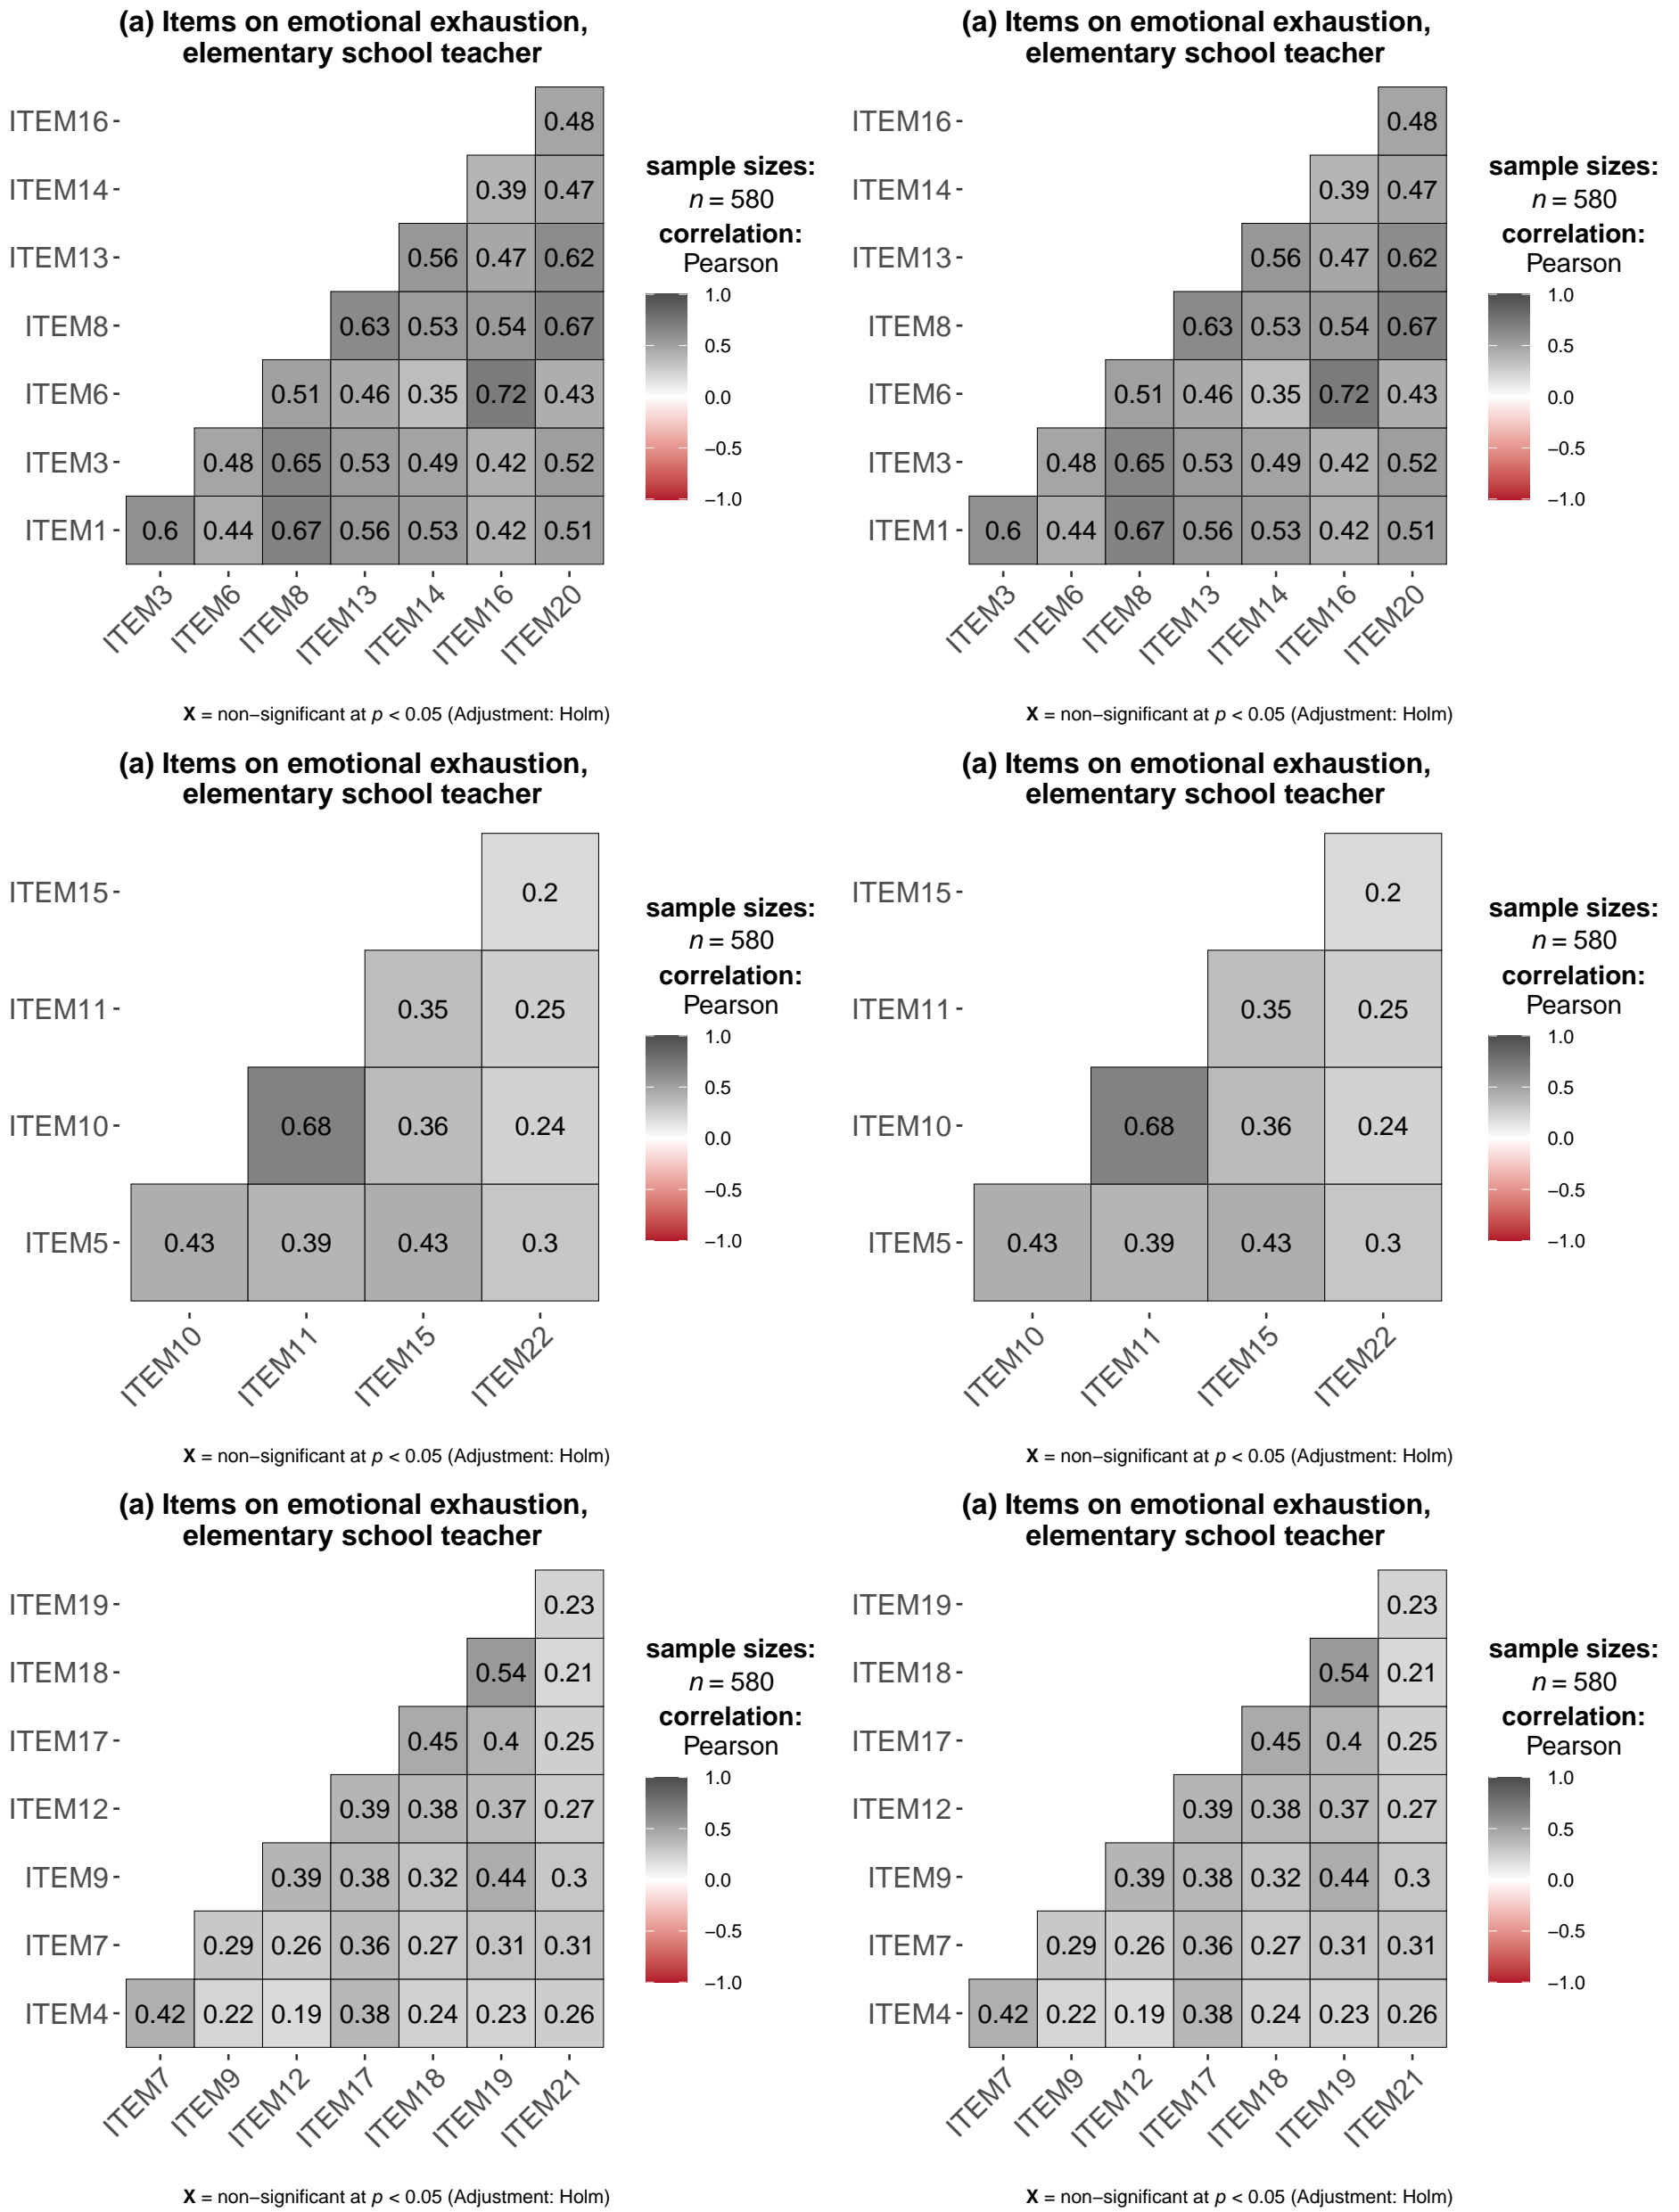 (a) Items on emotional exhaustion,
elementary school teacher
ITEM16
0.48
ITEM14
0.39 0.47
ITEM13
0.56 0.47 0.62
ITEM8
0.63 0.53 0.54 0.67
ITEM6
0.51 0.46 0.35 0.72 0.43
ITEM3
0.48 0.65 0.53 0.49 0.42 0.52
ITEM1
0.6 0.44 0.67 0.56 0.53 0.42 0.51
ITEM3 ITEM6 ITEM8 ITEM13 ITEM14 ITEM16 ITEM20
sample sizes:
n = 580
correlation:
Pearson
1.0
0.5
0.0
−0.5
−1.0
X = non−significant at p < 0.05 (Adjustment: Holm)
(a) Items on emotional exhaustion,
elementary school teacher
ITEM16
0.48
ITEM14
0.39 0.47
ITEM13
0.56 0.47 0.62
ITEM8
0.63 0.53 0.54 0.67
ITEM6
0.51 0.46 0.35 0.72 0.43
ITEM3
0.48 0.65 0.53 0.49 0.42 0.52
ITEM1
0.6 0.44 0.67 0.56 0.53 0.42 0.51
ITEM3 ITEM6 ITEM8 ITEM13 ITEM14 ITEM16 ITEM20
sample sizes:
n = 580
correlation:
Pearson
1.0
0.5
0.0
−0.5
−1.0
X = non−significant at p < 0.05 (Adjustment: Holm)
(a) Items on emotional exhaustion,
elementary school teacher
ITEM15
0.2
ITEM11
0.35 0.25
ITEM10
0.68 0.36 0.24
ITEM5
0.43 0.39 0.43 0.3
ITEM10 ITEM11 ITEM15 ITEM22
sample sizes:
n = 580
correlation:
Pearson
1.0
0.5
0.0
−0.5
−1.0
X = non−significant at p < 0.05 (Adjustment: Holm)
(a) Items on emotional exhaustion,
elementary school teacher
ITEM15
0.2
ITEM11
0.35 0.25
ITEM10
0.68 0.36 0.24
ITEM5
0.43 0.39 0.43 0.3
ITEM10 ITEM11 ITEM15 ITEM22
sample sizes:
n = 580
correlation:
Pearson
1.0
0.5
0.0
−0.5
−1.0
X = non−significant at p < 0.05 (Adjustment: Holm)
(a) Items on emotional exhaustion,
elementary school teacher
ITEM19
0.23
ITEM18
0.54 0.21
ITEM17
0.45 0.4 0.25
ITEM12
0.39 0.38 0.37 0.27
ITEM9
0.39 0.38 0.32 0.44 0.3
ITEM7
0.29 0.26 0.36 0.27 0.31 0.31
ITEM4
0.42 0.22 0.19 0.38 0.24 0.23 0.26
ITEM7 ITEM9 ITEM12 ITEM17 ITEM18 ITEM19 ITEM21
sample sizes:
n = 580
correlation:
Pearson
1.0
0.5
0.0
−0.5
−1.0
X = non−significant at p < 0.05 (Adjustment: Holm)
(a) Items on emotional exhaustion,
elementary school teacher
ITEM19
0.23
ITEM18
0.54 0.21
ITEM17
0.45 0.4 0.25
ITEM12
0.39 0.38 0.37 0.27
ITEM9
0.39 0.38 0.32 0.44 0.3
ITEM7
0.29 0.26 0.36 0.27 0.31 0.31
ITEM4
0.42 0.22 0.19 0.38 0.24 0.23 0.26
ITEM7 ITEM9 ITEM12 ITEM17 ITEM18 ITEM19 ITEM21
sample sizes:
n = 580
correlation:
Pearson
1.0
0.5
0.0
−0.5
−1.0
X = non−significant at p < 0.05 (Adjustment: Holm)